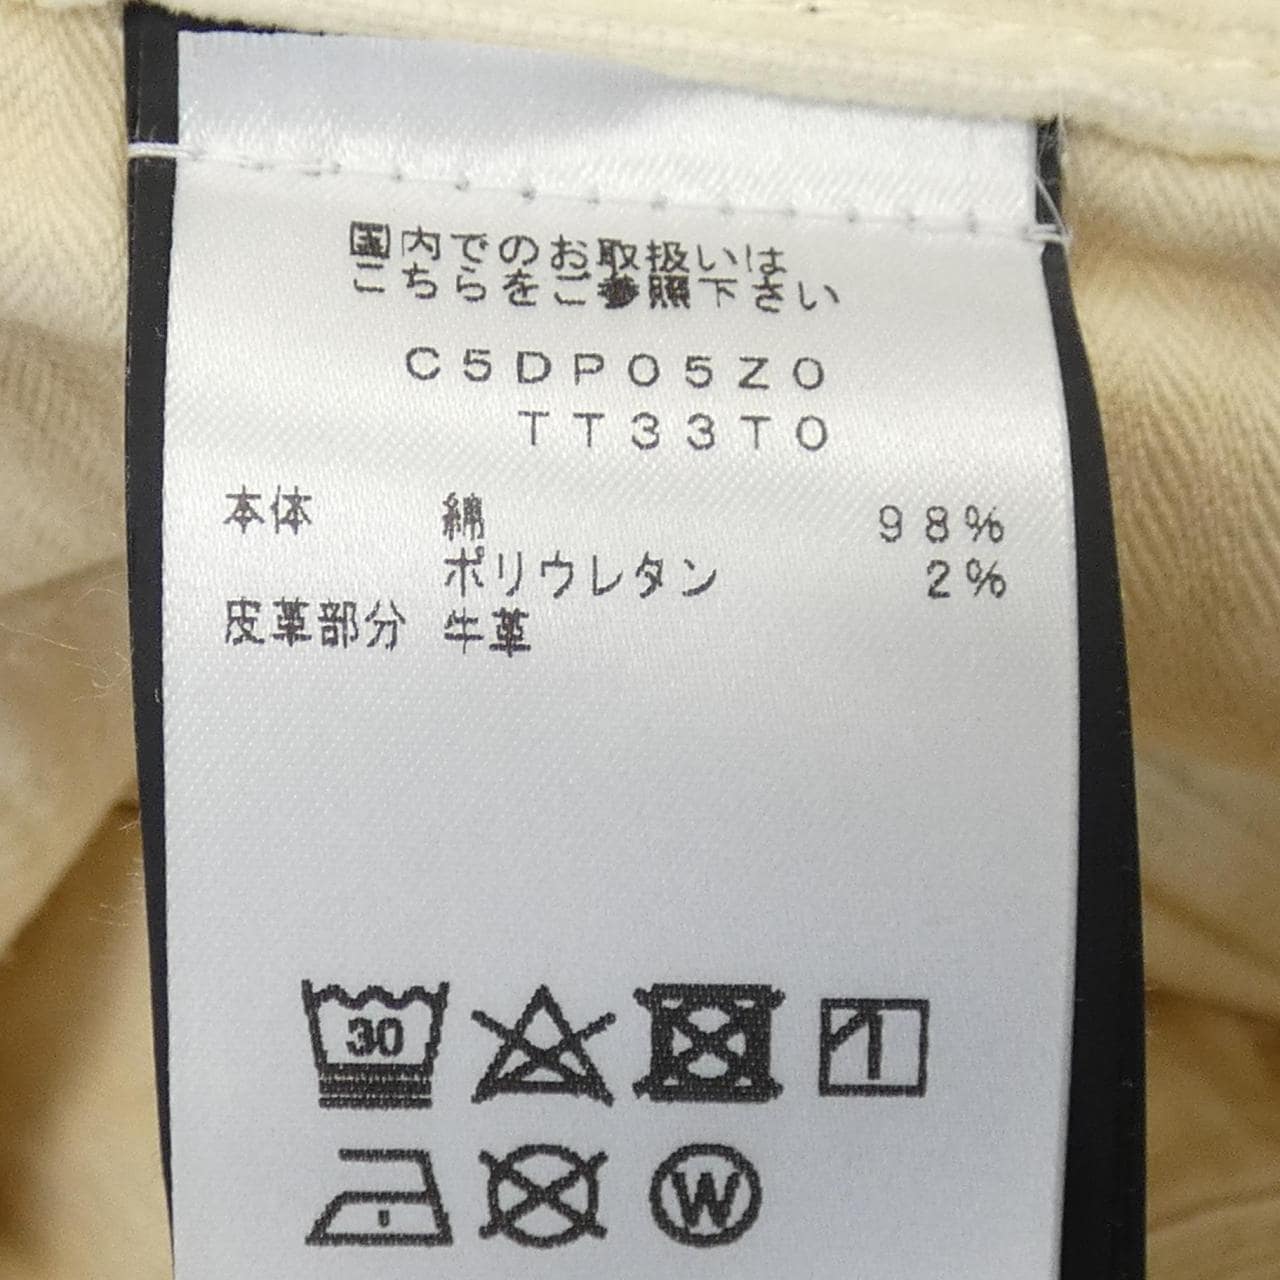 国内でのお取扱いは
こちらをご参照下さい
C5DP05Z0
TT33T0
本体 綿 98%
ポリウレタン 2%
皮革部分 牛革
30
W